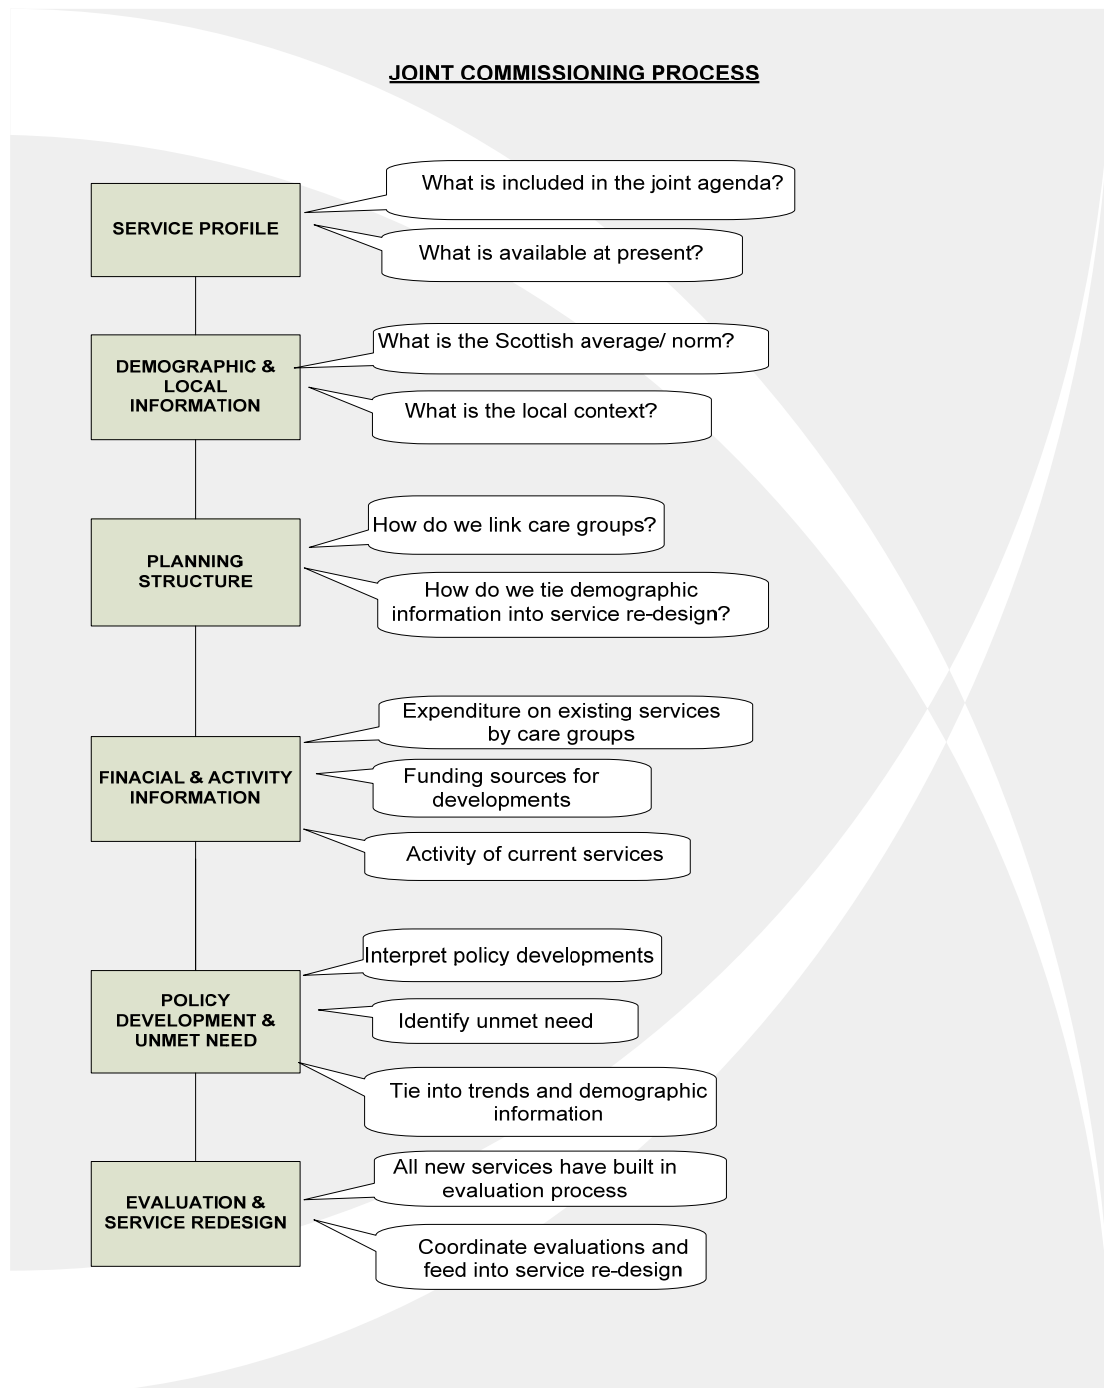 JOINT COMMISSIONING PROCESS
SERVICE PROFILE
What is included in the joint agenda?
What is available at present?
DEMOGRAPHIC &
LOCAL
INFORMATION
What is the Scottish average/ norm?
What is the local context?
PLANNING
STRUCTURE
How do we link care groups?
How do we tie demographic
information into service re-design?
FINACIAL & ACTIVITY
INFORMATION
Expenditure on existing services
by care groups
Funding sources for
developments
Activity of current services
POLICY
DEVELOPMENT &
UNMET NEED
Interpret policy developments
Identify unmet need
Tie into trends and demographic
information
EVALUATION &
SERVICE REDESIGN
All new services have built in
evaluation process
Coordinate evaluations and
feed into service re-design